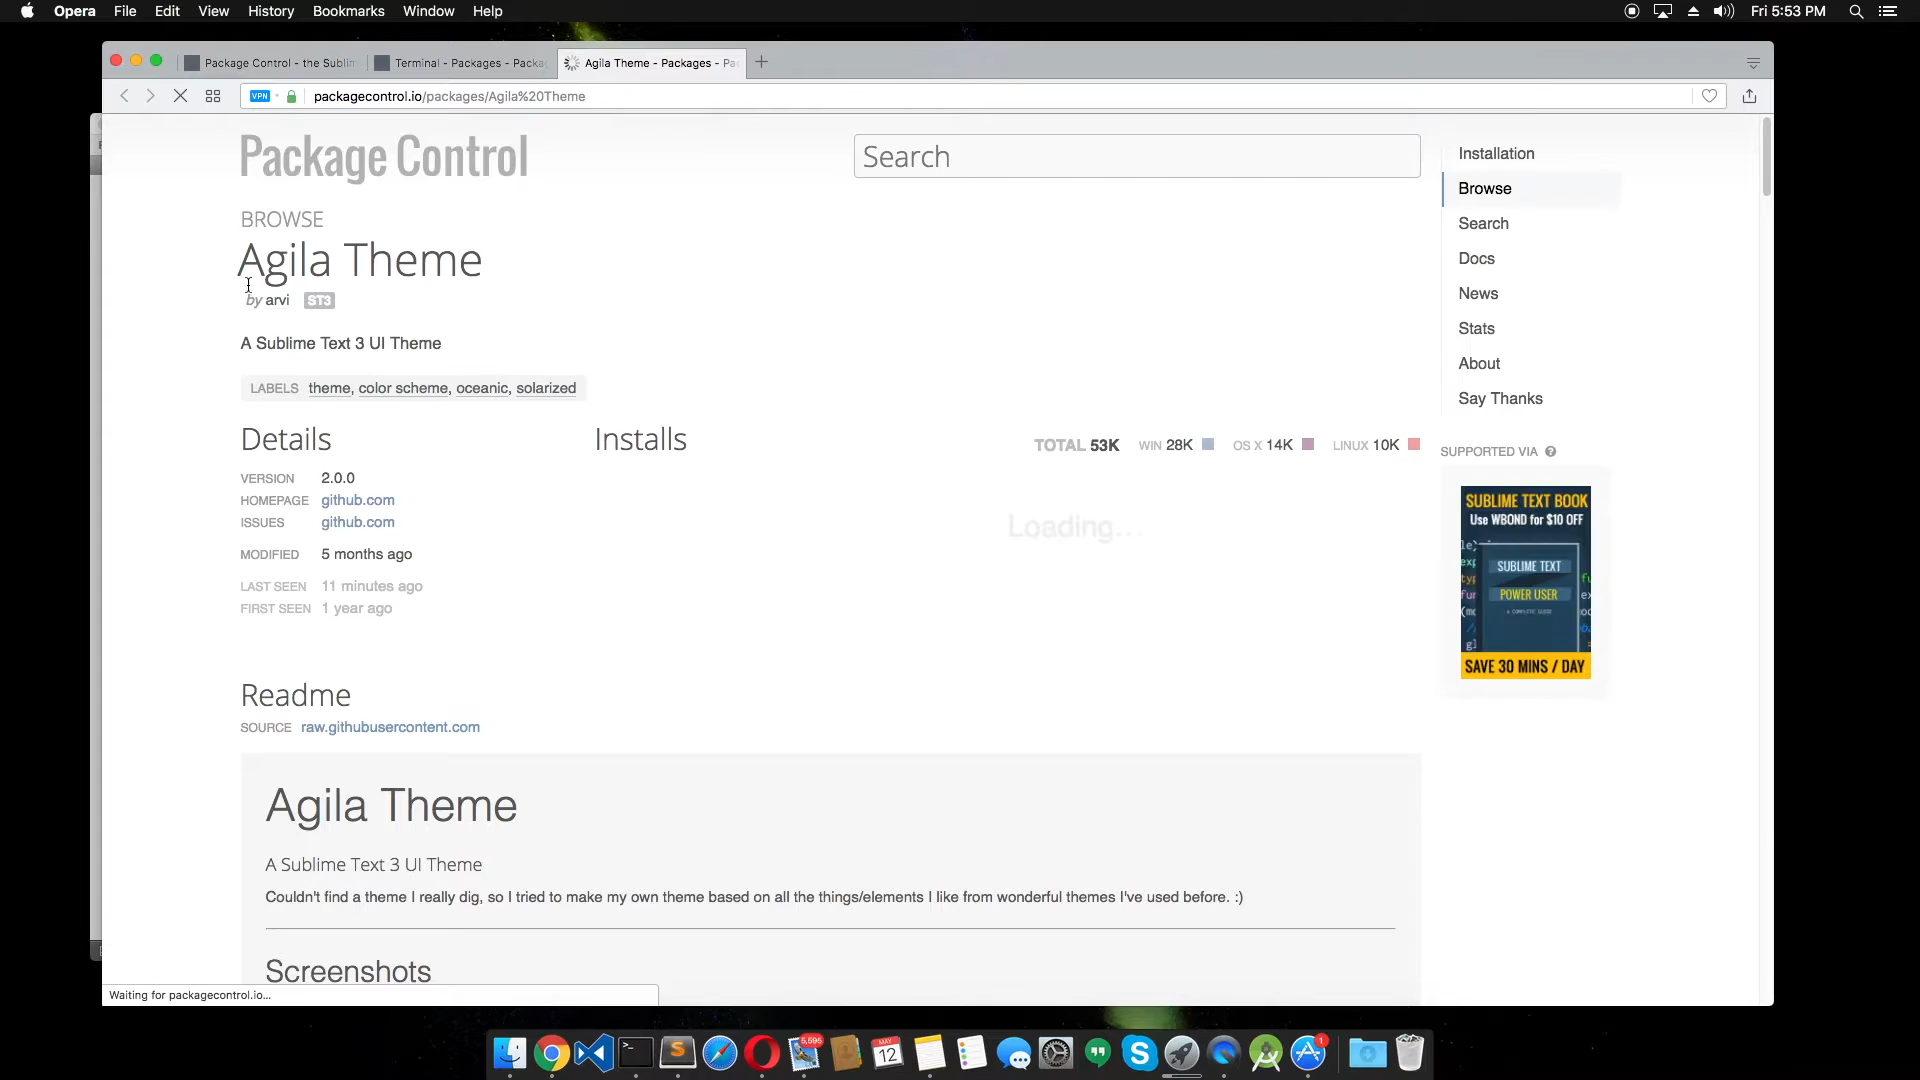 Opera File Edit View History Bookmarks Window Help Fri 5:53 PM
Package Control - the Sublim Terminal - Packages - Packa Agila Theme - Packages - Pa
VPN packagecontrol.io/packages/Agila%20Theme
Package Control
Search
Installation
Browse
Search
Docs
News
Stats
About
Say Thanks
BROWSE
Agila Theme
by arvi ST3
A Sublime Text 3 UI Theme
LABELS theme, color scheme, oceanic, solarized
Details
VERSION 2.0.0
HOMEPAGE github.com
ISSUES github.com
MODIFIED 5 months ago
LAST SEEN 11 minutes ago
FIRST SEEN 1 year ago
Installs TOTAL 53K WIN 28K OS X 14K LINUX 10K
Loading...
SUPPORTED VIA
SUBLIME TEXT BOOK
Use WBOND for $10 OFF
SUBLIME TEXT
POWER USER
SAVE 30 MINS / DAY
Readme
SOURCE raw.githubusercontent.com
Agila Theme
A Sublime Text 3 UI Theme
Couldn't find a theme I really dig, so I tried to make my own theme based on all the things/elements I like from wonderful themes I've used before. :)
Screenshots
Waiting for packagecontrol.io...
5,595
MAY
12
1